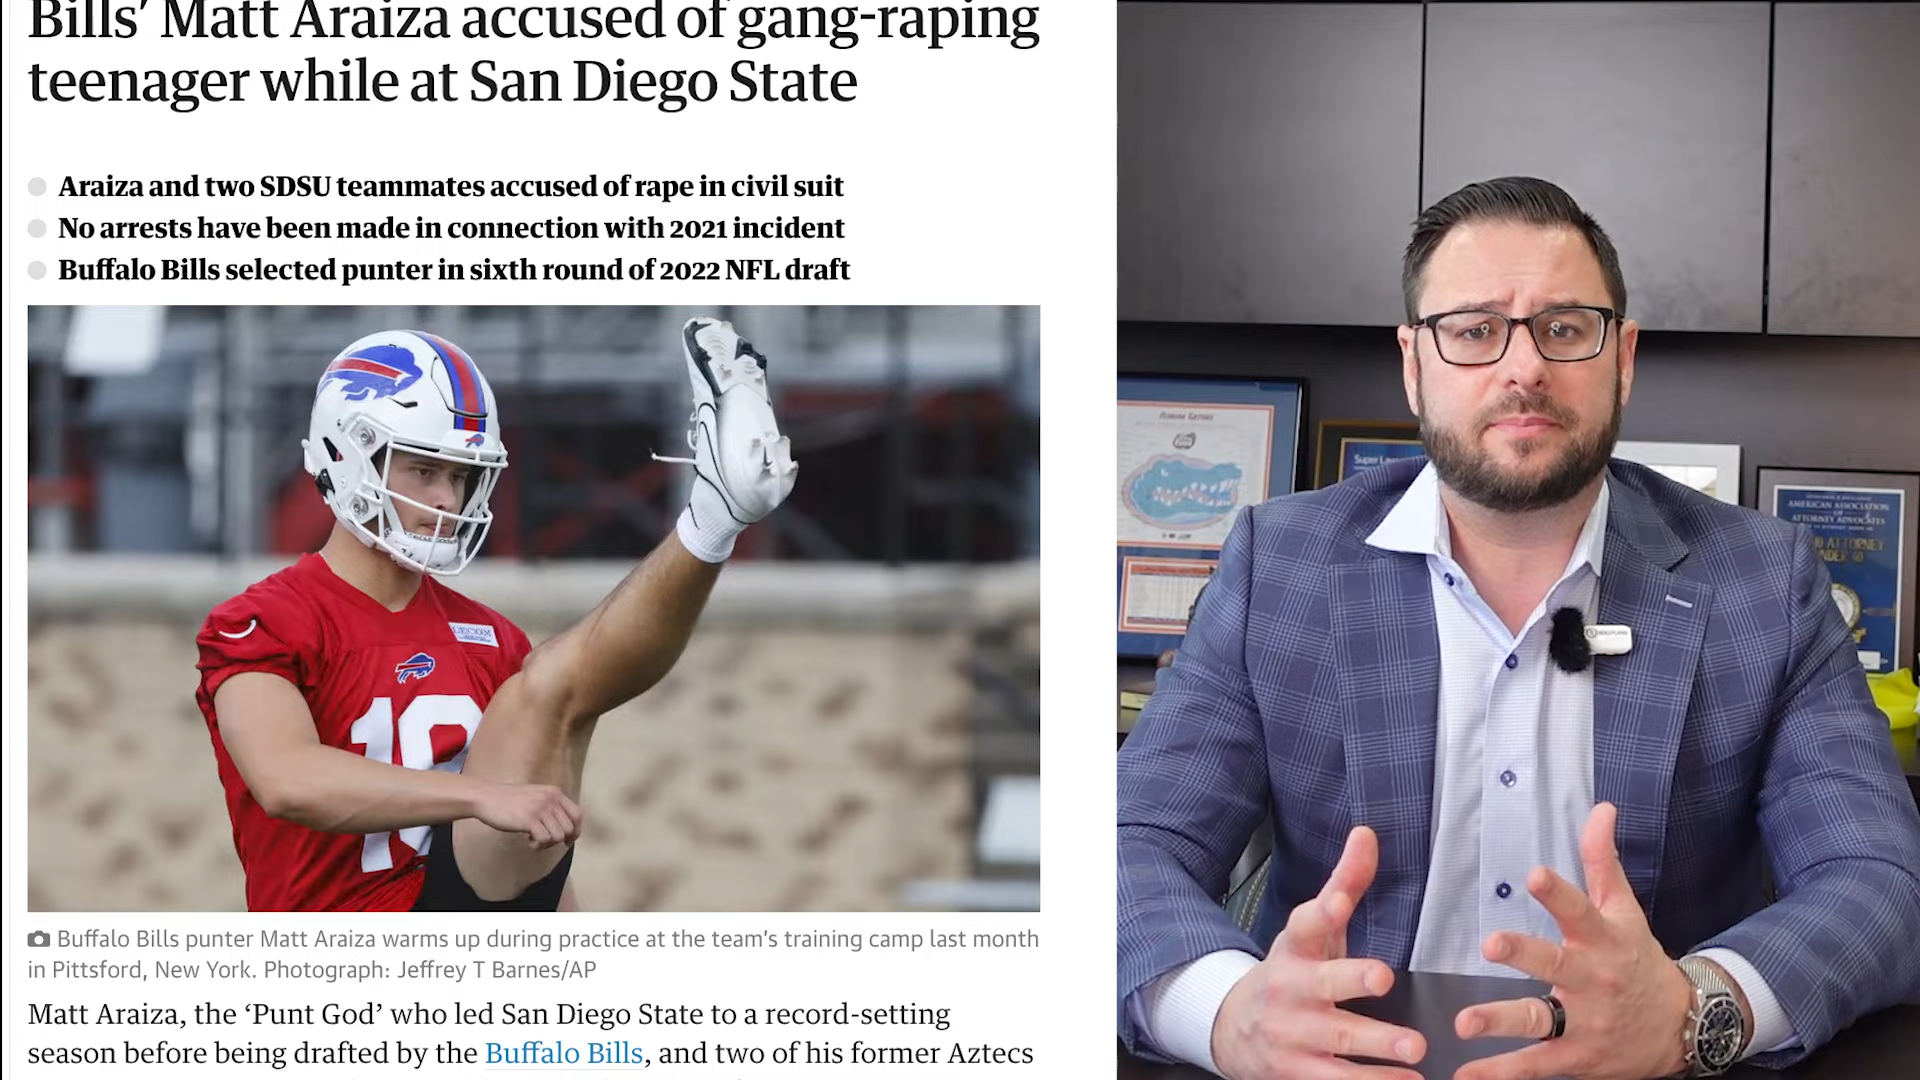 Bills’ Matt Araiza accused of gang-raping
teenager while at San Diego State
Araiza and two SDSU teammates accused of rape in civil suit
No arrests have been made in connection with 2021 incident
Buffalo Bills selected punter in sixth round of 2022 NFL draft
Buffalo Bills punter Matt Araiza warms up during practice at the team’s training camp last month
in Pittsford, New York. Photograph: Jeffrey T Barnes/AP
Matt Araiza, the ‘Punt God’ who led San Diego State to a record-setting
season before being drafted by the Buffalo Bills, and two of his former Aztecs
AMERICAN ASSOCIATION
OF
ATTORNEY ADVOCATES